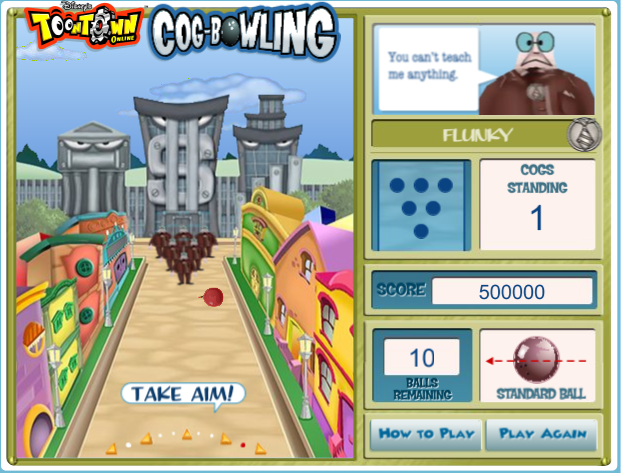 Disney's
TOONTOWN
ONLINE
COG-BOWLING
You can't teach
me anything.
FLUNKY
COGS
STANDING
1
SCORE
500000
10
BALLS
REMAINING
STANDARD BALL
TAKE AIM!
HOW TO PLAY
PLAY AGAIN